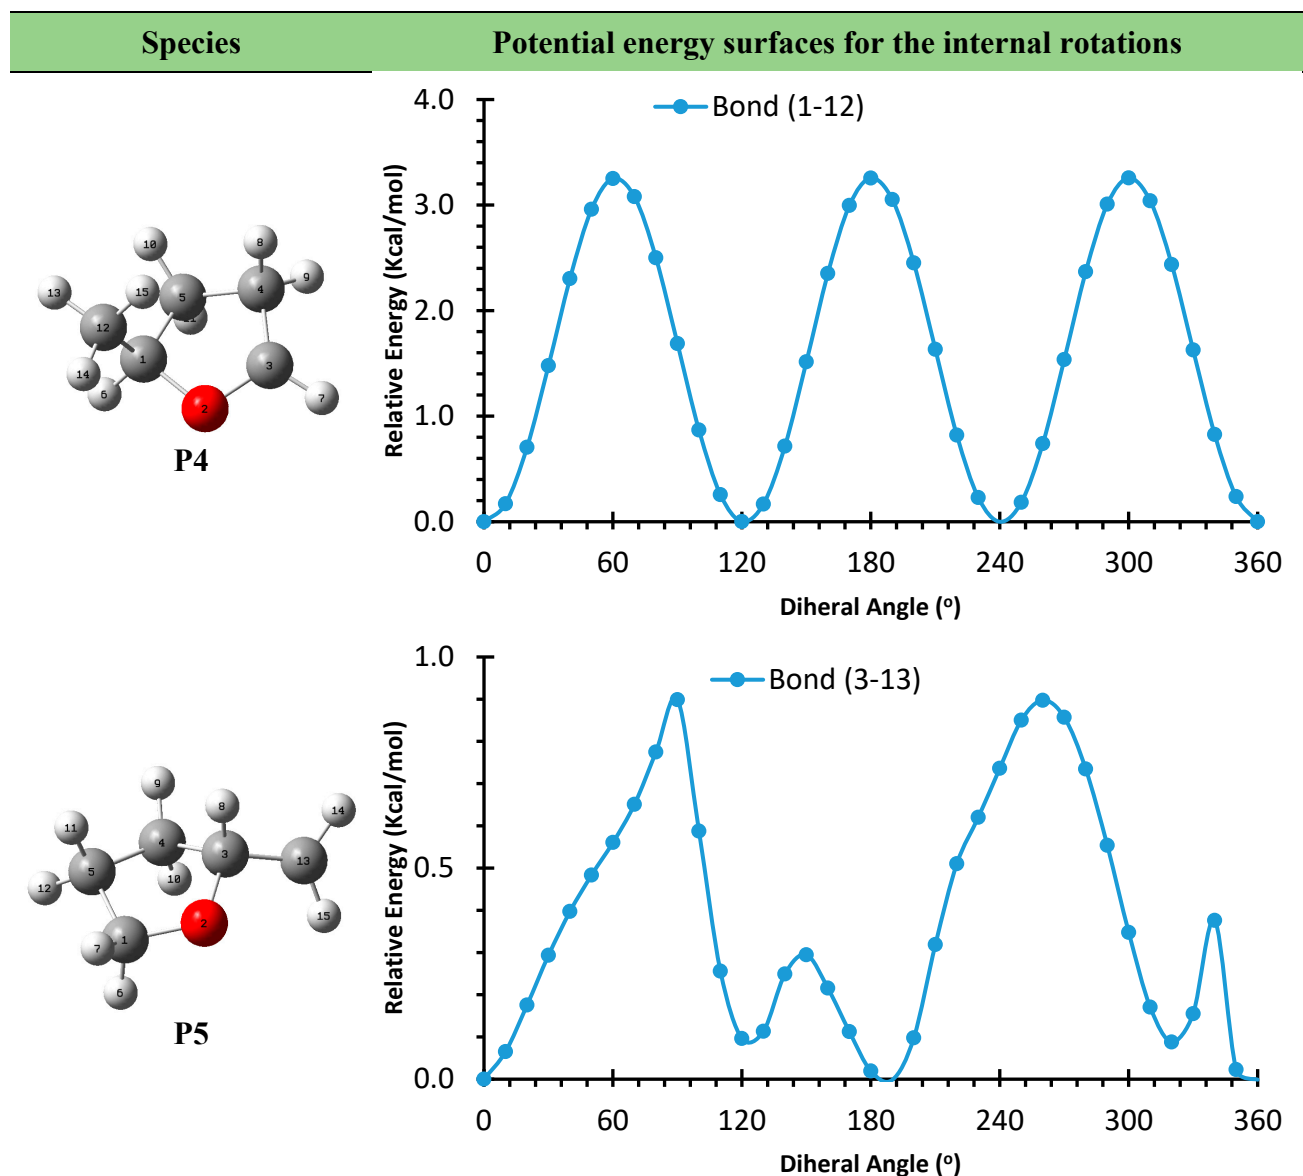 Species Potential energy surfaces for the internal rotations
Bond (1-12)
Relative Energy (Kcal/mol)
4.0
3.0
2.0
1.0
0.0
0 60 120 180 240 300 360
Diheral Angle (º)
10 8 9 13 15 5 4 12 11 1 3 14 6 2 7
P4
Bond (3-13)
Relative Energy (Kcal/mol)
1.0
0.5
0.0
0 60 120 180 240 300 360
Diheral Angle (º)
9 8 14 11 4 3 13 5 10 12 15 2 1 7 6
P5